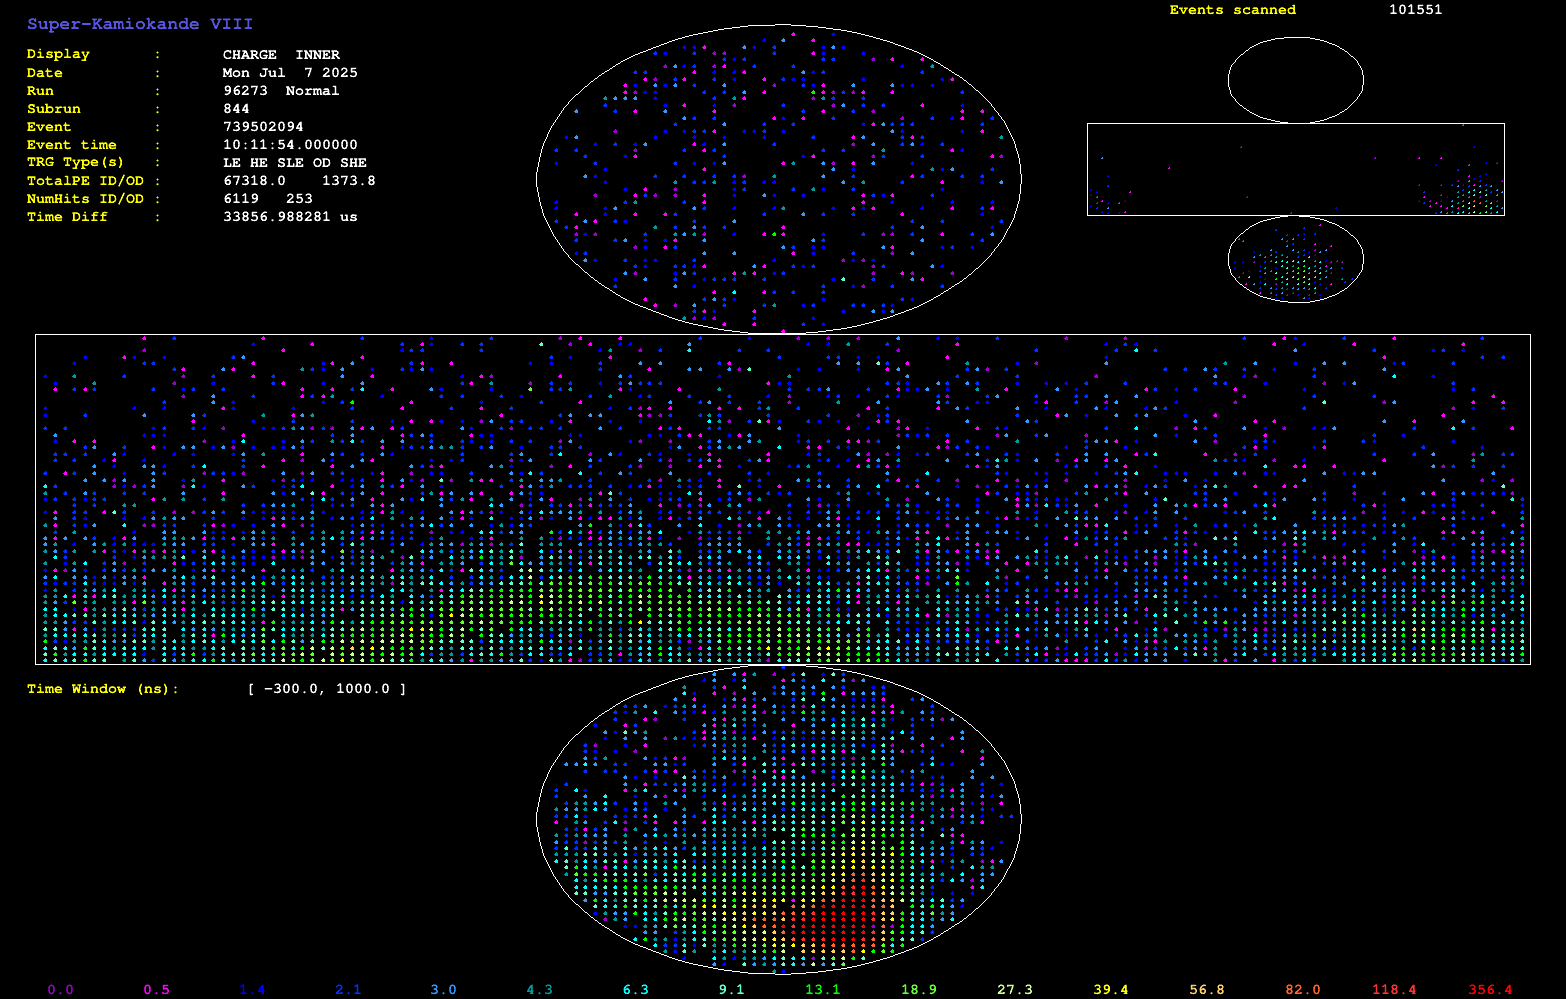 Super-Kamiokande VIII
Display : CHARGE INNER
Date : Mon Jul 7 2025
Run : 96273 Normal
Subrun : 844
Event : 739502094
Event time : 10:11:54.000000
TRG Type(s) : LE HE SLE OD SHE
TotalPE ID/OD : 67318.0 1373.8
NumHits ID/OD : 6119 253
Time Diff : 33856.988281 us
Events scanned 101551
Time Window (ns): [ -300.0, 1000.0 ]
0.0 0.5 1.4 2.1 3.0 4.3 6.3 9.1 13.1 18.9 27.3 39.4 56.8 82.0 118.4 356.4